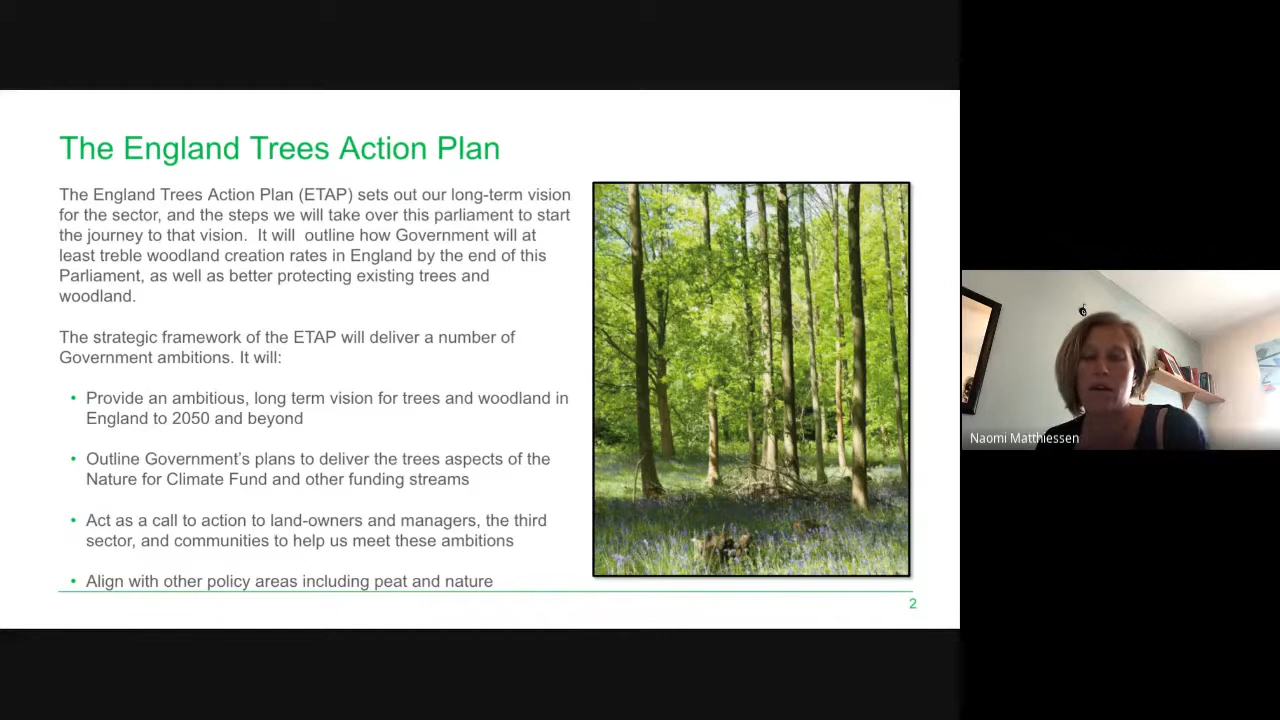 The England Trees Action Plan
The England Trees Action Plan (ETAP) sets out our long-term vision
for the sector, and the steps we will take over this parliament to start
the journey to that vision.  It will  outline how Government will at
least treble woodland creation rates in England by the end of this
Parliament, as well as better protecting existing trees and
woodland.
The strategic framework of the ETAP will deliver a number of
Government ambitions. It will:
• Provide an ambitious, long term vision for trees and woodland in
England to 2050 and beyond
• Outline Government’s plans to deliver the trees aspects of the
Nature for Climate Fund and other funding streams
• Act as a call to action to land-owners and managers, the third
sector, and communities to help us meet these ambitions
• Align with other policy areas including peat and nature
2
Naomi Matthiessen